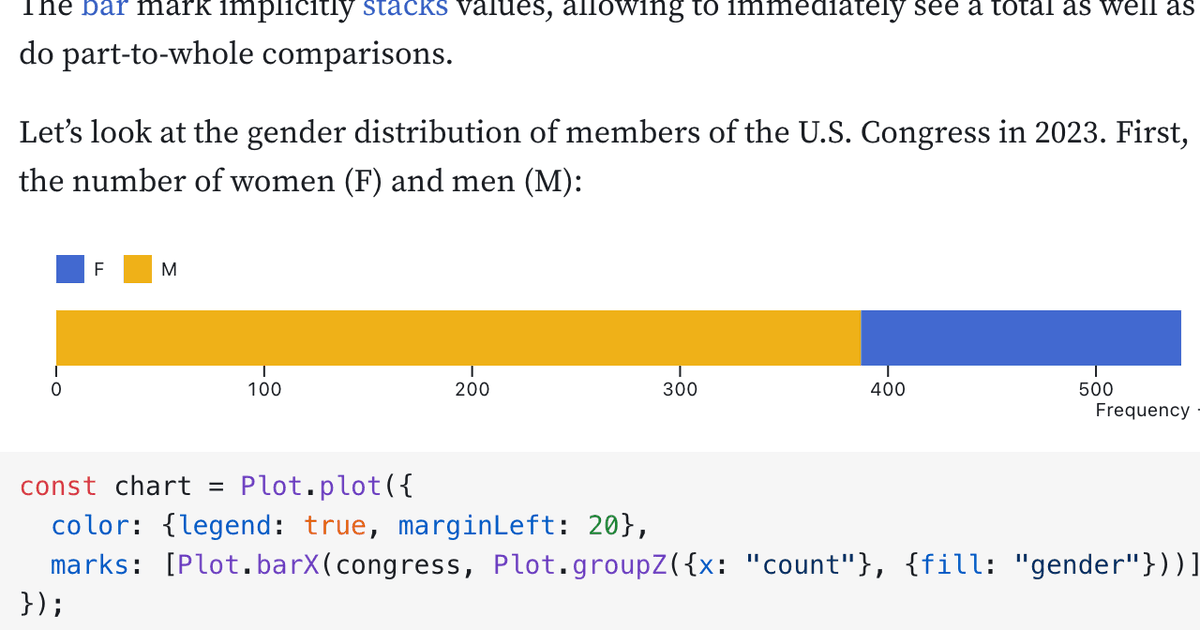 The bar mark implicitly stacks values, allowing to immediately see a total as well as
do part-to-whole comparisons.
Let’s look at the gender distribution of members of the U.S. Congress in 2023. First,
the number of women (F) and men (M):
F M
0 100 200 300 400 500
Frequency
const chart = Plot.plot({
  color: {legend: true, marginLeft: 20},
  marks: [Plot.barX(congress, Plot.groupZ({x: "count"}, {fill: "gender"}))]
});